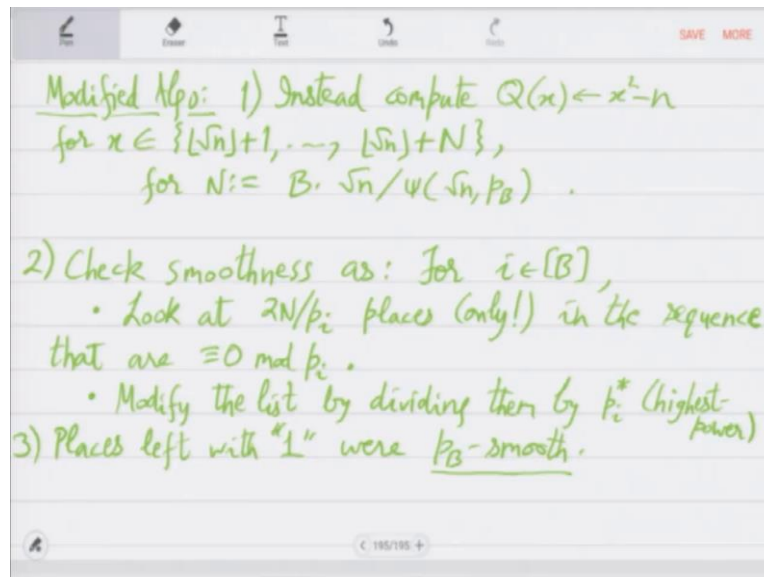 Pen Eraser Text Undo Redo SAVE MORE
Modified Algo: 1) Instead compute Q(x) ← x²-n
for x ∈ {⌊√n⌋+1, ..., ⌊√n⌋+N},
for N := B. √n/ψ(√n, p_B) .
2) Check smoothness as: For i∈[B],
• Look at 2N/p_i places (only!) in the sequence
that are ≡0 mod p_i .
• Modify the list by dividing them by p_i^* (highest-
power)
3) Places left with "1" were p_B-smooth.
< 195/195 +